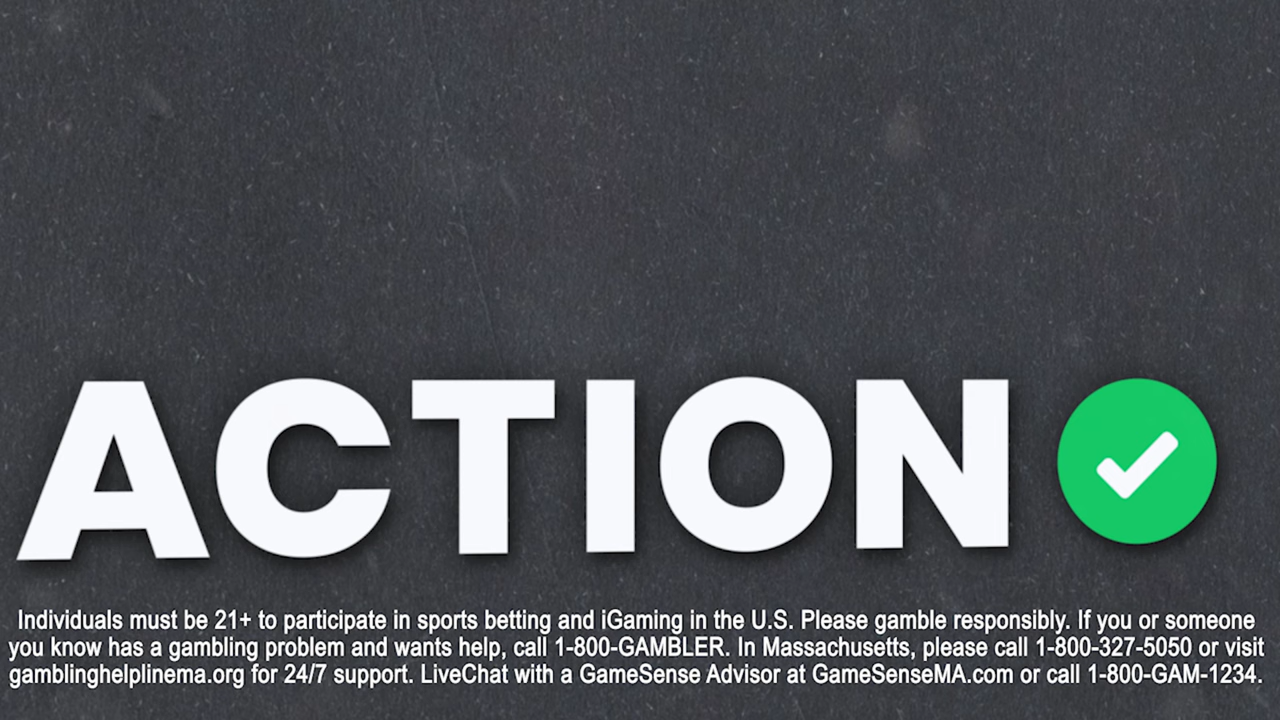 ACTION
Individuals must be 21+ to participate in sports betting and iGaming in the U.S. Please gamble responsibly. If you or someone
you know has a gambling problem and wants help, call 1-800-GAMBLER. In Massachusetts, please call 1-800-327-5050 or visit
gamblinghelplinema.org for 24/7 support. LiveChat with a GameSense Advisor at GameSenseMA.com or call 1-800-GAM-1234.